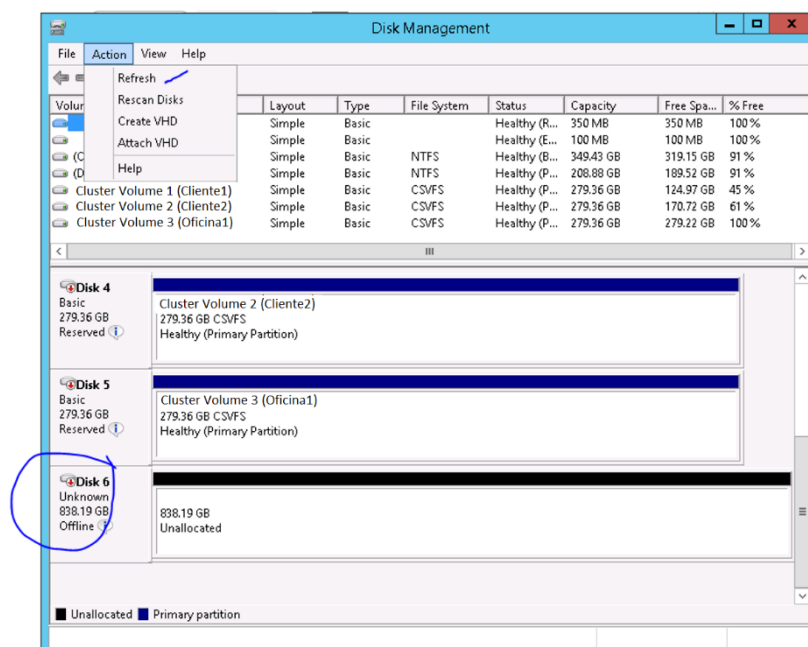 Disk Management
File Action View Help
Refresh
Rescan Disks
Create VHD
Attach VHD
Help
Volur Layout Type File System Status Capacity Free Spa... % Free
Simple Basic Healthy (R... 350 MB 350 MB 100 %
Simple Basic Healthy (E... 100 MB 100 MB 100 %
(C Simple Basic NTFS Healthy (B... 349.43 GB 319.15 GB 91 %
(D Simple Basic NTFS Healthy (P... 208.88 GB 189.52 GB 91 %
Cluster Volume 1 (Cliente1) Simple Basic CSVFS Healthy (P... 279.36 GB 124.97 GB 45 %
Cluster Volume 2 (Cliente2) Simple Basic CSVFS Healthy (P... 279.36 GB 170.72 GB 61 %
Cluster Volume 3 (Oficina1) Simple Basic CSVFS Healthy (P... 279.36 GB 279.22 GB 100 %
Disk 4
Basic
279.36 GB
Reserved
Cluster Volume 2 (Cliente2)
279.36 GB CSVFS
Healthy (Primary Partition)
Disk 5
Basic
279.36 GB
Reserved
Cluster Volume 3 (Oficina1)
279.36 GB CSVFS
Healthy (Primary Partition)
Disk 6
Unknown
838.19 GB
Offline
838.19 GB
Unallocated
Unallocated Primary partition